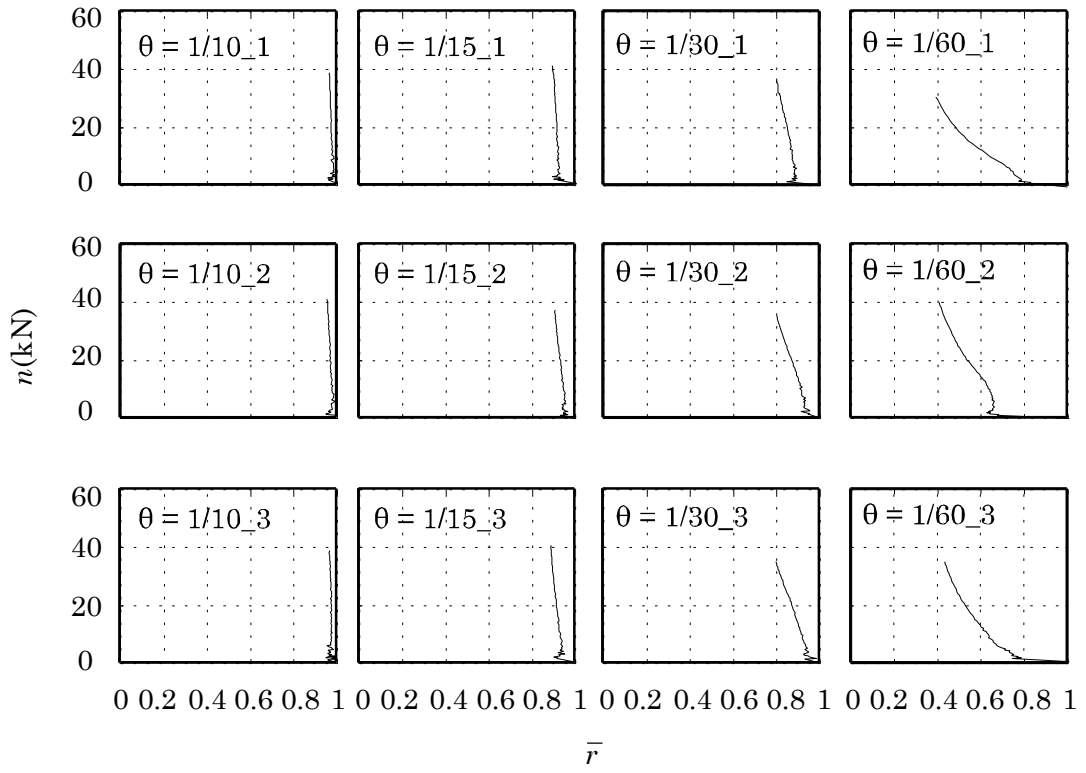 60
40
20
0
θ = 1/10_1
θ = 1/15_1
θ = 1/30_1
θ = 1/60_1
60
40
20
0
θ = 1/10_2
θ = 1/15_2
θ = 1/30_2
θ = 1/60_2
n(kN)
60
40
20
0
θ = 1/10_3
θ = 1/15_3
θ = 1/30_3
θ = 1/60_3
0 0.2 0.4 0.6 0.8 1 0 0.2 0.4 0.6 0.8 1 0 0.2 0.4 0.6 0.8 1 0 0.2 0.4 0.6 0.8 1
r̄